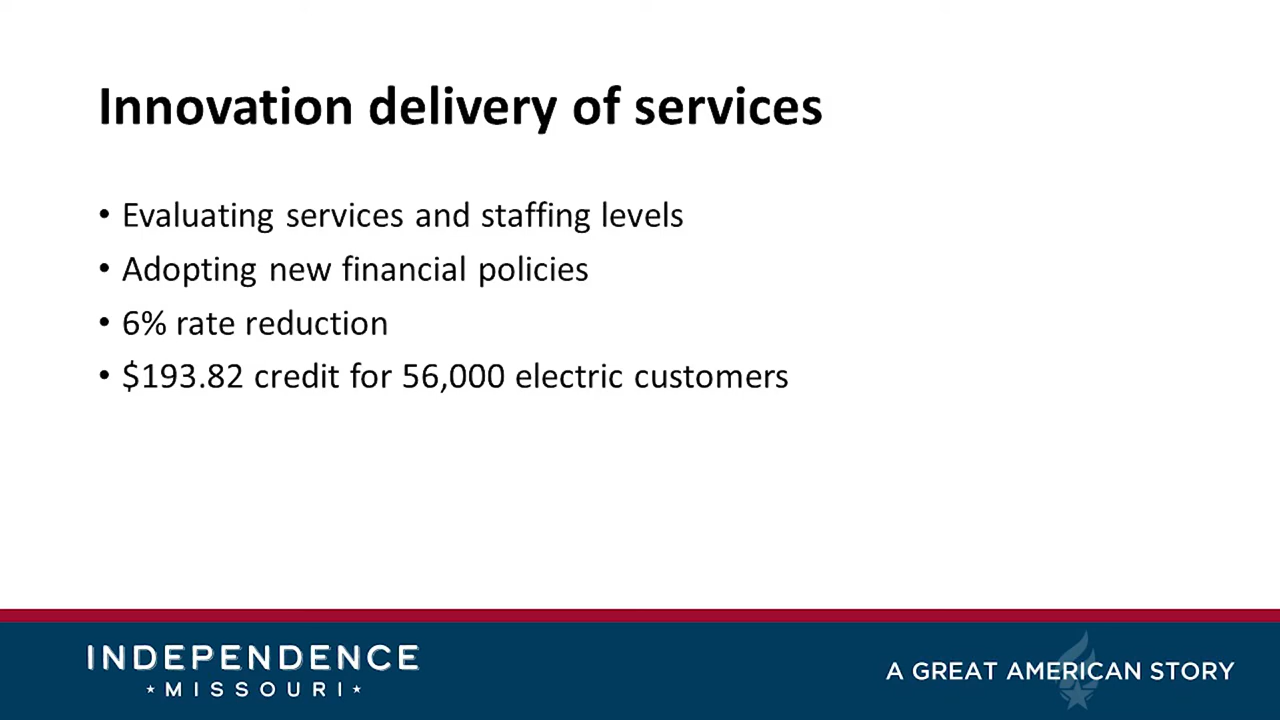 Innovation delivery of services
• Evaluating services and staffing levels
• Adopting new financial policies
• 6% rate reduction
• $193.82 credit for 56,000 electric customers
INDEPENDENCE
★ MISSOURI ★
A GREAT AMERICAN STORY